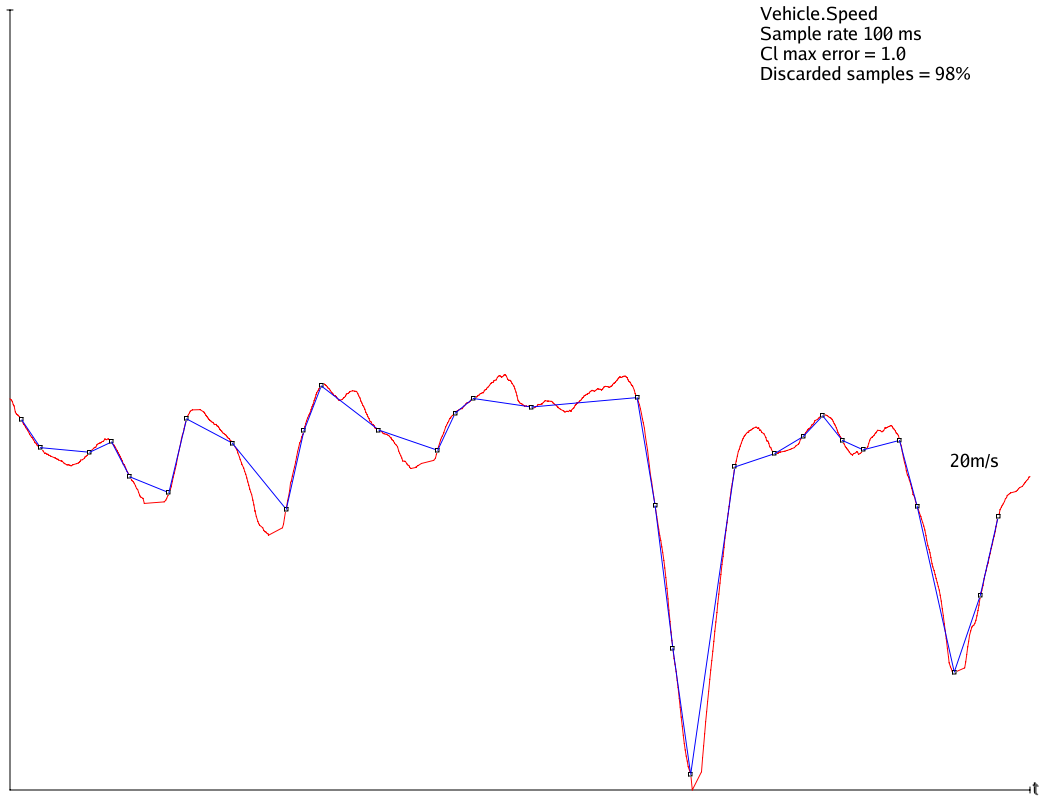 Vehicle.Speed
Sample rate 100 ms
Cl max error = 1.0
Discarded samples = 98%
20m/s
t